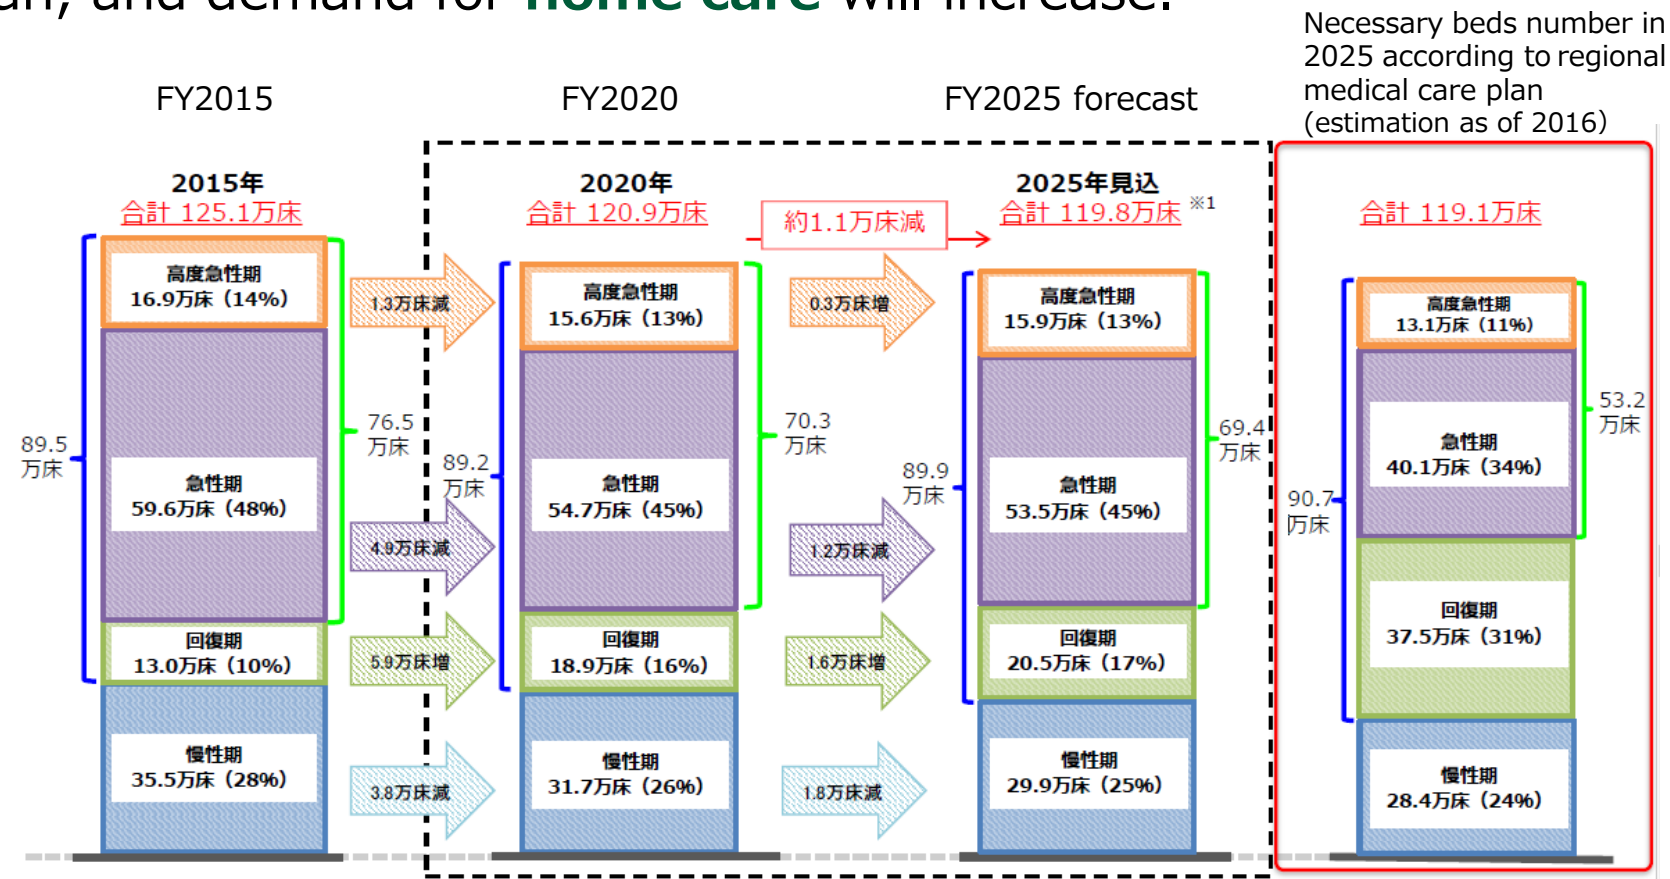 an, and demand for home care will increase.
Necessary beds number in
2025 according to regional
medical care plan
(estimation as of 2016)
FY2015
FY2020
FY2025 forecast
2015年
合計 125.1万床
2020年
合計 120.9万床
約1.1万床減
2025年見込
合計 119.8万床 ※1
合計 119.1万床
高度急性期
16.9万床（14%）
1.3万床減
高度急性期
15.6万床（13%）
0.3万床増
高度急性期
15.9万床（13%）
高度急性期
13.1万床（11%）
89.5
万床
76.5
万床
89.2
万床
70.3
万床
89.9
万床
69.4
万床
90.7
万床
53.2
万床
急性期
59.6万床（48%）
4.9万床減
急性期
54.7万床（45%）
1.2万床減
急性期
53.5万床（45%）
急性期
40.1万床（34%）
回復期
13.0万床（10%）
5.9万床増
回復期
18.9万床（16%）
1.6万床増
回復期
20.5万床（17%）
回復期
37.5万床（31%）
慢性期
35.5万床（28%）
3.8万床減
慢性期
31.7万床（26%）
1.8万床減
慢性期
29.9万床（25%）
慢性期
28.4万床（24%）